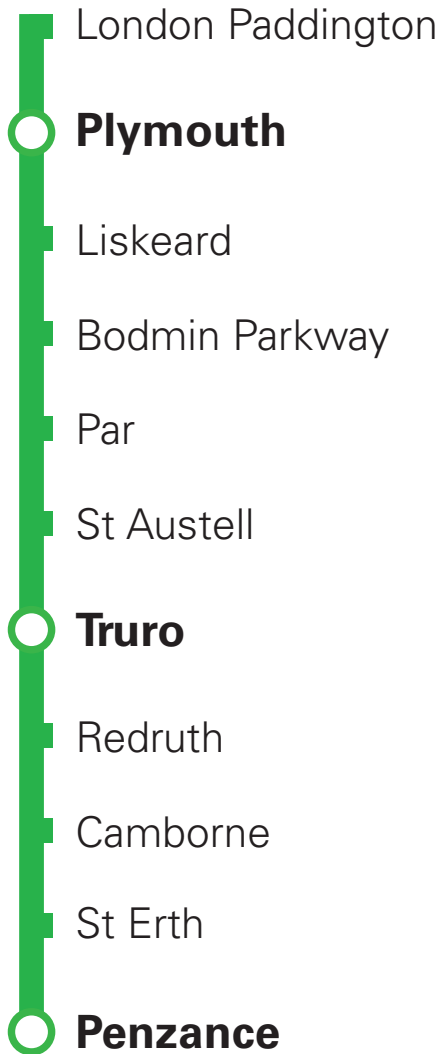 London Paddington
Plymouth
Liskeard
Bodmin Parkway
Par
St Austell
Truro
Redruth
Camborne
St Erth
Penzance